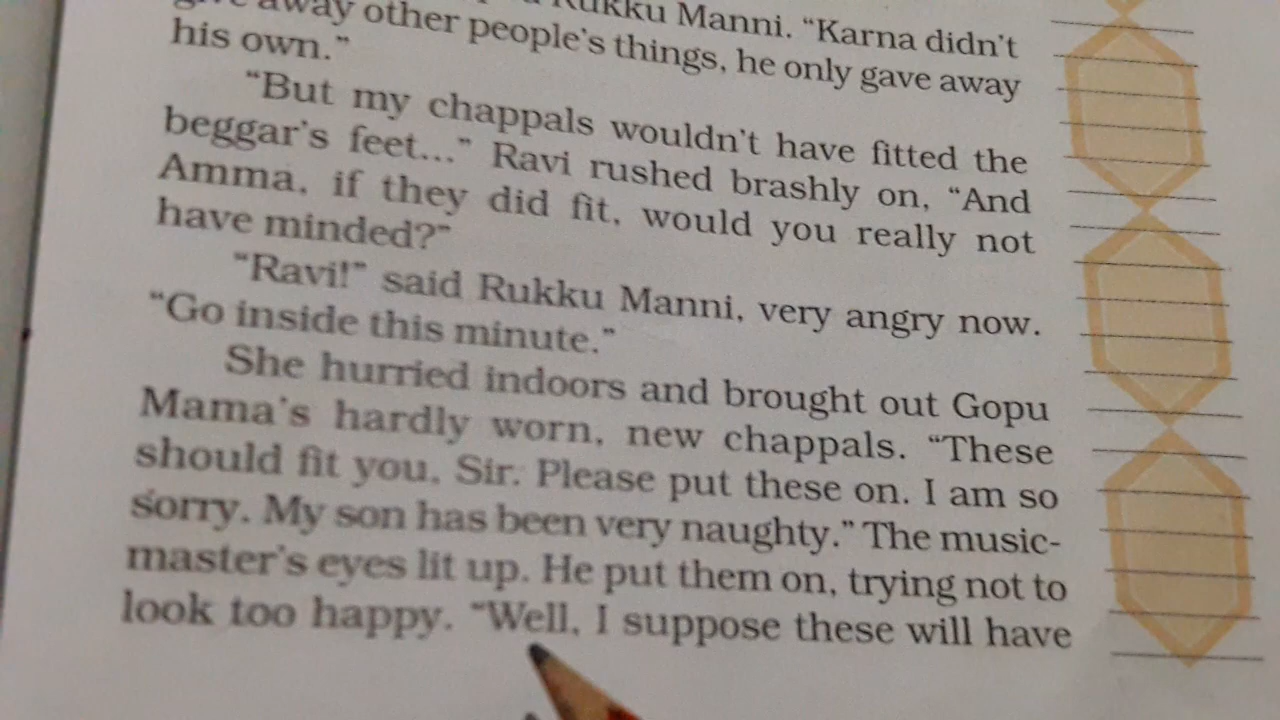 Rukku Manni. “Karna didn’t
give away other people’s things, he only gave away
his own.”
“But my chappals wouldn’t have fitted the
beggar’s feet...” Ravi rushed brashly on, “And
Amma, if they did fit, would you really not
have minded?”
“Ravi!” said Rukku Manni, very angry now.
“Go inside this minute.”
She hurried indoors and brought out Gopu
Mama’s hardly worn, new chappals. “These
should fit you, Sir. Please put these on. I am so
sorry. My son has been very naughty.” The music-
master’s eyes lit up. He put them on, trying not to
look too happy. “Well, I suppose these will have